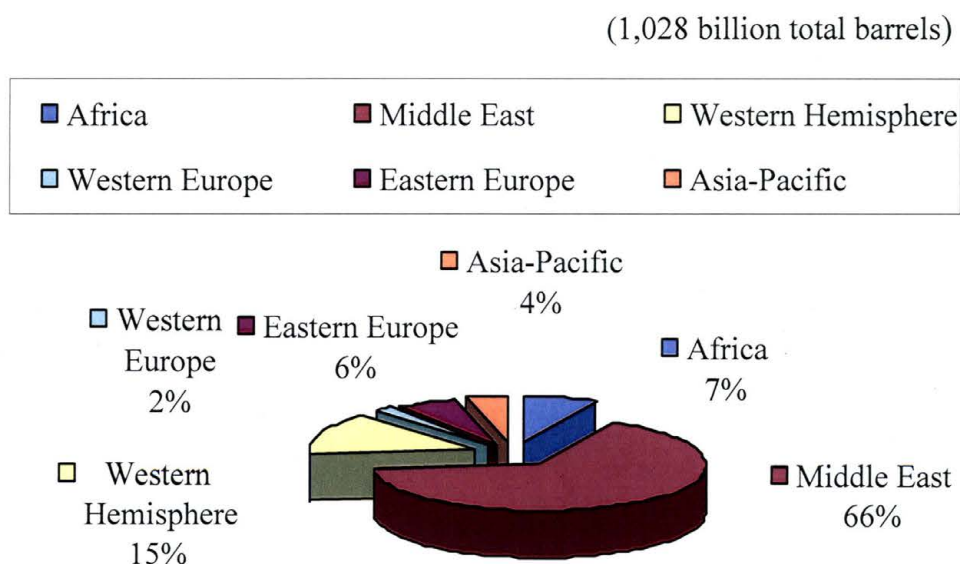 (1,028 billion total barrels)
Africa
Middle East
Western Hemisphere
Western Europe
Eastern Europe
Asia-Pacific
Asia-Pacific
4%
Western
Europe
2%
Eastern Europe
6%
Africa
7%
Western
Hemisphere
15%
Middle East
66%